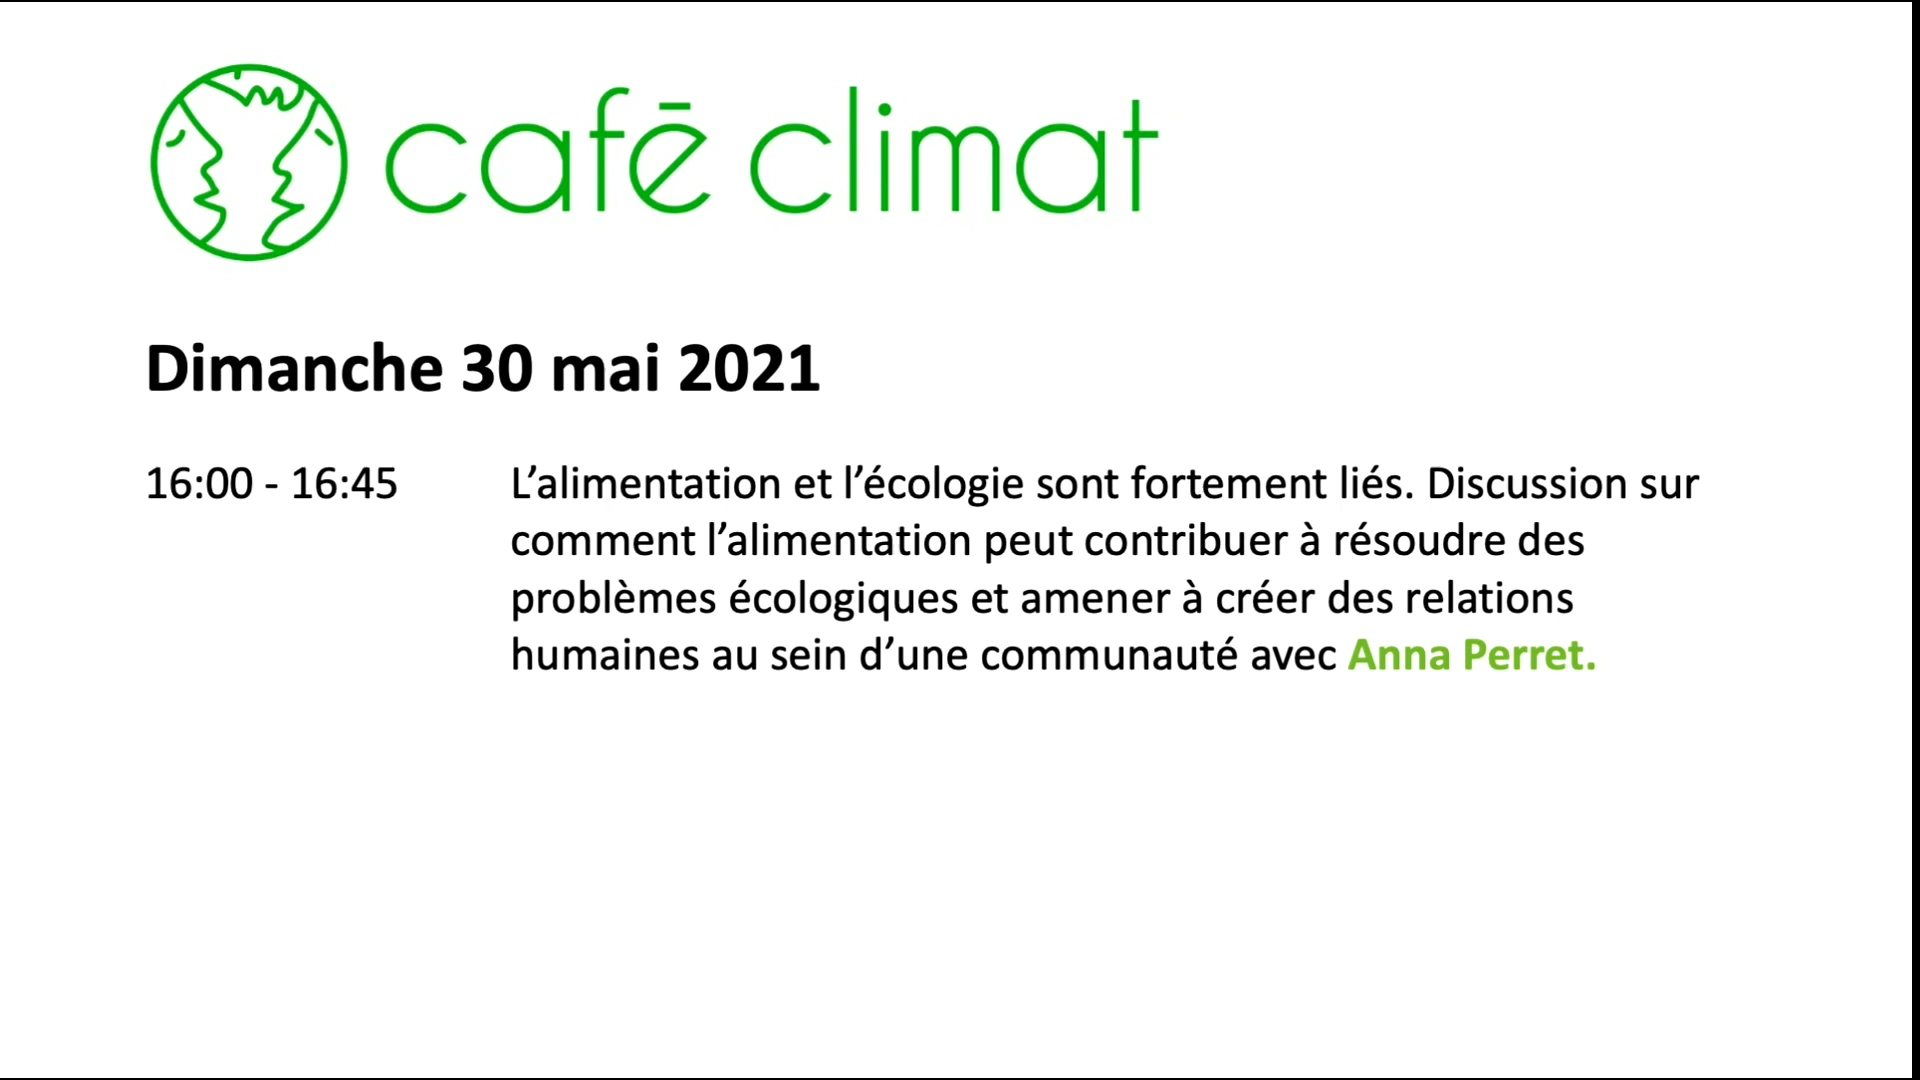 café climat
Dimanche 30 mai 2021
16:00 - 16:45
L’alimentation et l’écologie sont fortement liés. Discussion sur
comment l’alimentation peut contribuer à résoudre des
problèmes écologiques et amener à créer des relations
humaines au sein d’une communauté avec Anna Perret.